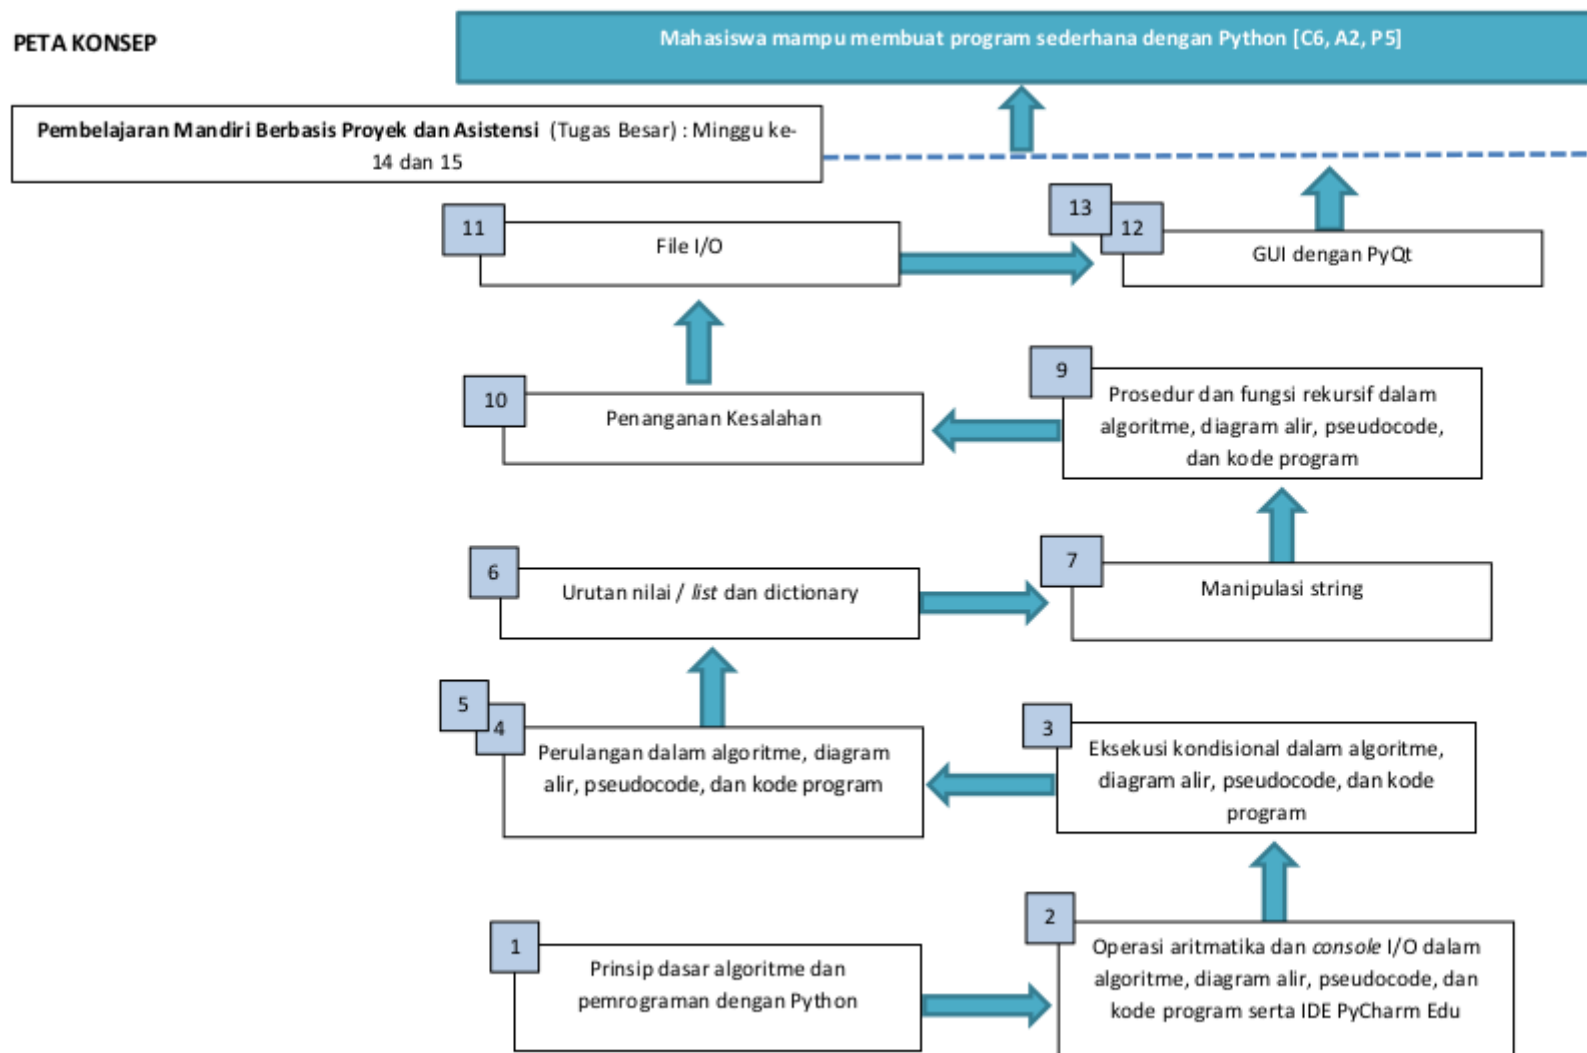 PETA KONSEP
Mahasiswa mampu membuat program sederhana dengan Python [C6, A2, P5]
Pembelajaran Mandiri Berbasis Proyek dan Asistensi (Tugas Besar) : Minggu ke-
14 dan 15
11
File I/O
13
12
GUI dengan PyQt
10
Penanganan Kesalahan
9
Prosedur dan fungsi rekursif dalam
algoritme, diagram alir, pseudocode,
dan kode program
6
Urutan nilai / list dan dictionary
7
Manipulasi string
5
4
Perulangan dalam algoritme, diagram
alir, pseudocode, dan kode program
3
Eksekusi kondisional dalam algoritme,
diagram alir, pseudocode, dan kode
program
1
Prinsip dasar algoritme dan
pemrograman dengan Python
2
Operasi aritmatika dan console I/O dalam
algoritme, diagram alir, pseudocode, dan
kode program serta IDE PyCharm Edu